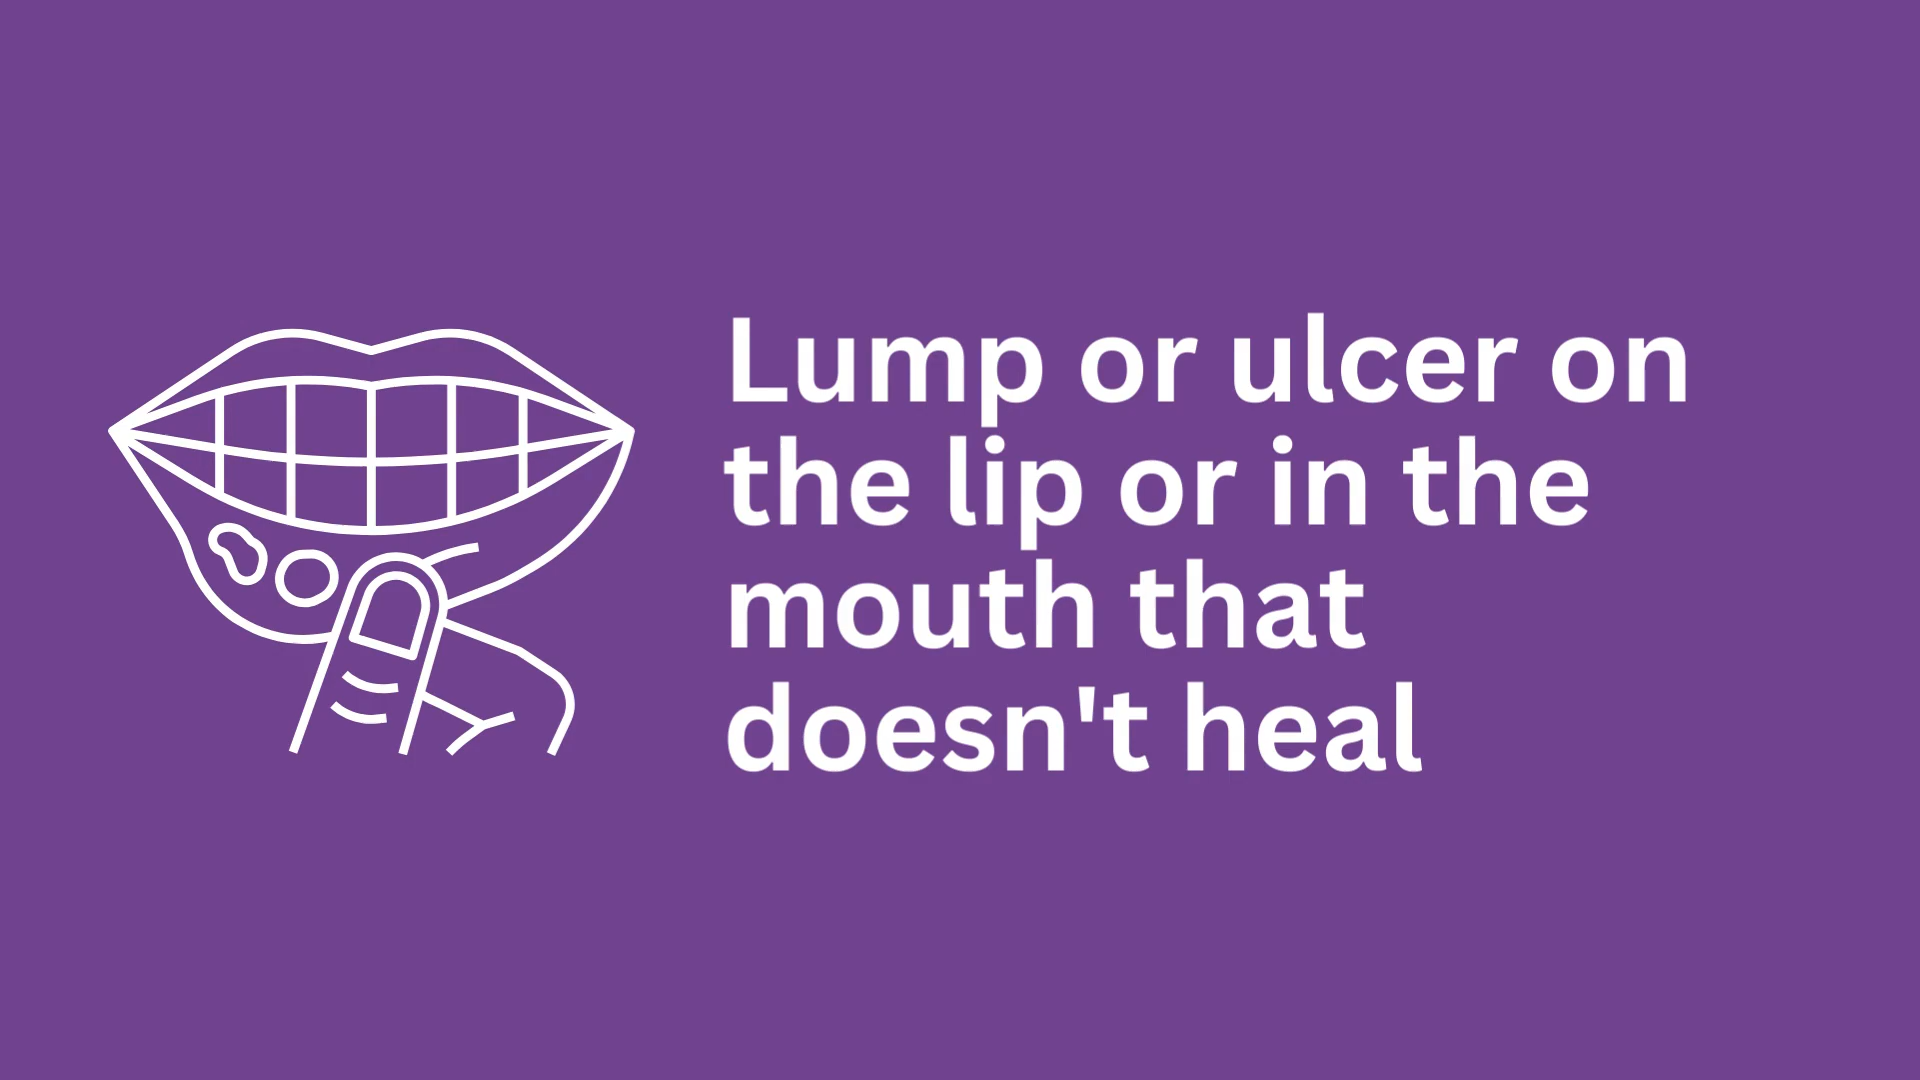 Lump or ulcer on
the lip or in the
mouth that
doesn't heal